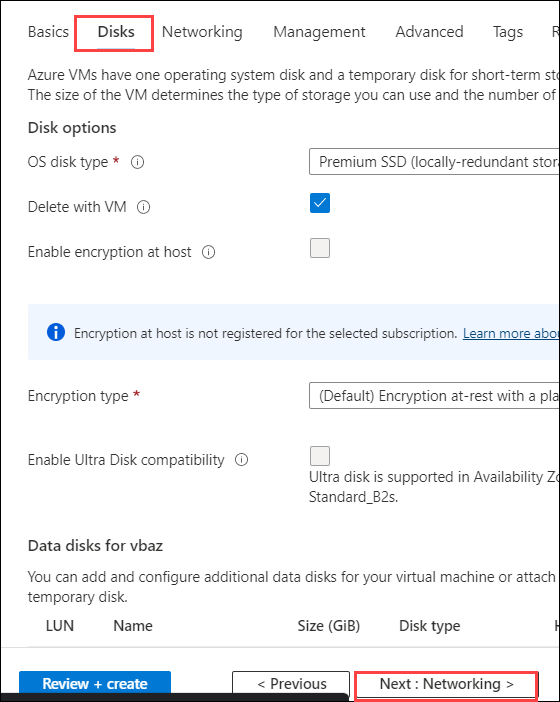 Basics Disks Networking Management Advanced Tags
Azure VMs have one operating system disk and a temporary disk for short-term
The size of the VM determines the type of storage you can use and the number of
Disk options
OS disk type * Premium SSD (locally-redundant
Delete with VM
Enable encryption at host
Encryption at host is not registered for the selected subscription. Learn more
Encryption type * (Default) Encryption at-rest with a
Enable Ultra Disk compatibility
Ultra disk is supported in Availability
Standard_B2s.
Data disks for vbaz
You can add and configure additional data disks for your virtual machine or attach
temporary disk.
LUN Name Size (GiB) Disk type
Review + create < Previous Next : Networking >